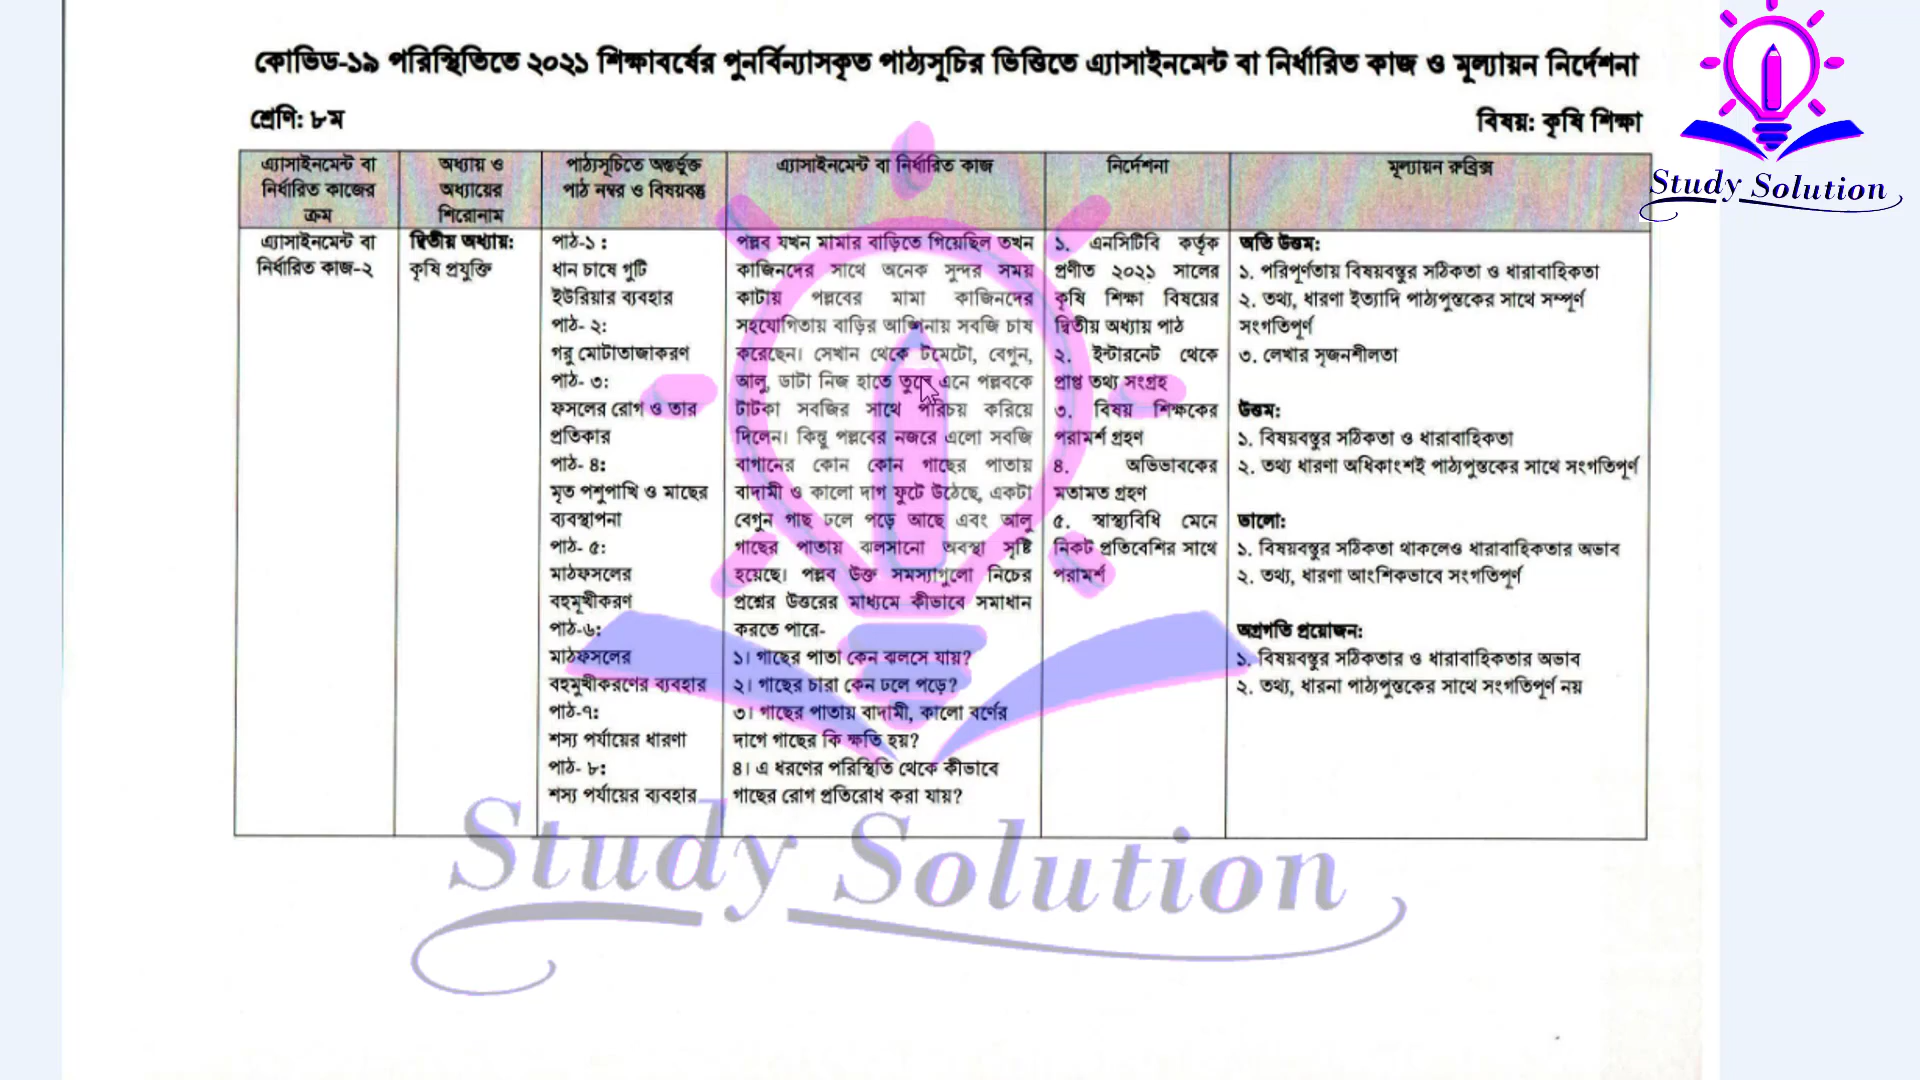 কোভিড-১৯ পরিস্থিতিতে ২০২১ শিক্ষাবর্ষের পুনর্বিন্যাসকৃত পাঠ্যসূচির ভিত্তিতে এ্যাসাইনমেন্ট বা নির্ধারিত কাজ ও মূল্যায়ন নির্দেশনা
শ্রেণি: ৮ম
বিষয়: কৃষি শিক্ষা
Study Solution
এ্যাসাইনমেন্ট বা
নির্ধারিত কাজের
ক্রম
অধ্যায় ও
অধ্যায়ের
শিরোনাম
পাঠ্যসূচিতে অন্তর্ভুক্ত
পাঠ নম্বর ও বিষয়বস্তু
এ্যাসাইনমেন্ট বা নির্ধারিত কাজ
নির্দেশনা
মূল্যায়ন রুব্রিক্স
এ্যাসাইনমেন্ট বা
নির্ধারিত কাজ-২
দ্বিতীয় অধ্যায়:
কৃষি প্রযুক্তি
পাঠ-১ :
ধান চাষে গুটি
ইউরিয়ার ব্যবহার
পাঠ- ২:
গরু মোটাতাজাকরণ
পাঠ- ৩:
ফসলের রোগ ও তার
প্রতিকার
পাঠ- ৪:
মৃত পশুপাখি ও মাছের
ব্যবস্থাপনা
পাঠ- ৫:
মাঠফসলের
বহুমূখীকরণ
পাঠ-৬:
মাঠফসলের
বহুমূখীকরণের ব্যবহার
পাঠ-৭:
শস্য পর্যায়ের ধারণা
পাঠ- ৮:
শস্য পর্যায়ের ব্যবহার
পল্লব যখন মামার বাড়িতে গিয়েছিল তখন
কাজিনদের সাথে অনেক সুন্দর সময়
কাটায় পল্লবের মামা কাজিনদের
সহযোগিতায় বাড়ির আঙ্গিনায় সবজি চাষ
করেছেন। সেখান থেকে টমেটো, বেগুন,
আলু, ডাটা নিজ হাতে তুলে এনে পল্লবকে
টাটকা সবজির সাথে পরিচয় করিয়ে
দিলেন। কিন্তু পল্লবের নজরে এলো সবজি
বাগানের কোন কোন গাছের পাতায়
বাদামী ও কালো দাগ ফুটে উঠেছে, একটা
বেগুন গাছ ঢলে পড়ে আছে এবং আলু
গাছের পাতায় ঝলসানো অবস্থা সৃষ্টি
হয়েছে। পল্লব উক্ত সমস্যাগুলো নিচের
প্রশ্নের উত্তরের মাধ্যমে কীভাবে সমাধান
করতে পারে-
১। গাছের পাতা কেন ঝলসে যায়?
২। গাছের চারা কেন ঢলে পড়ে?
৩। গাছের পাতায় বাদামী, কালো বর্ণের
দাগে গাছের কি ক্ষতি হয়?
৪। এ ধরণের পরিস্থিতি থেকে কীভাবে
গাছের রোগ প্রতিরোধ করা যায়?
১. এনসিটিবি কর্তৃক
প্রণীত ২০২১ সালের
কৃষি শিক্ষা বিষয়ের
দ্বিতীয় অধ্যায় পাঠ
২. ইন্টারনেট থেকে
প্রাপ্ত তথ্য সংগ্রহ
৩. বিষয় শিক্ষকের
পরামর্শ গ্রহণ
৪. অভিভাবকের
মতামত গ্রহণ
৫. স্বাস্থ্যবিধি মেনে
নিকট প্রতিবেশির সাথে
পরামর্শ
অতি উত্তম:
১. পরিপূর্ণতায় বিষয়বস্তুর সঠিকতা ও ধারাবাহিকতা
২. তথ্য, ধারণা ইত্যাদি পাঠ্যপুস্তকের সাথে সম্পূর্ণ
সংগতিপূর্ণ
৩. লেখার সৃজনশীলতা
উত্তম:
১. বিষয়বস্তুর সঠিকতা ও ধারাবাহিকতা
২. তথ্য ধারণা অধিকাংশই পাঠ্যপুস্তকের সাথে সংগতিপূর্ণ
ভালো:
১. বিষয়বস্তুর সঠিকতা থাকলেও ধারাবাহিকতার অভাব
২. তথ্য, ধারণা আংশিকভাবে সংগতিপূর্ণ
অগ্রগতি প্রয়োজন:
১. বিষয়বস্তুর সঠিকতার ও ধারাবাহিকতার অভাব
২. তথ্য, ধারনা পাঠ্যপুস্তকের সাথে সংগতিপূর্ণ নয়
Study Solution